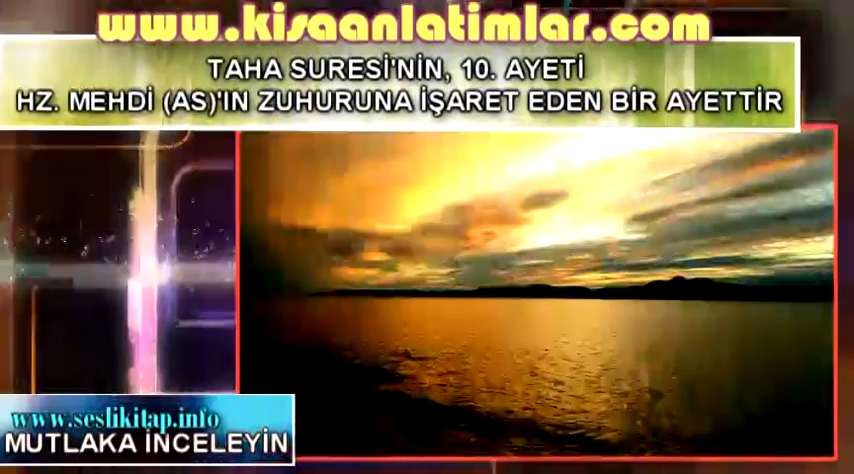 www.kisaanlatimlar.com
TAHA SURESİ'NİN, 10. AYETİ
HZ. MEHDİ (AS)'IN ZUHURUNA İŞARET EDEN BİR AYETTİR
www.seslikitap.info
MUTLAKA İNCELEYİN